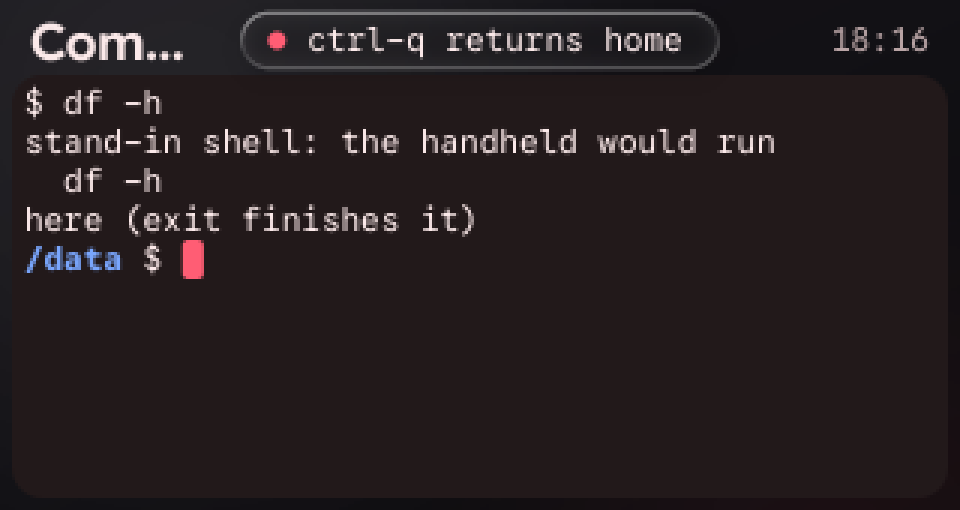 Com...
ctrl-q returns home
18:16
$ df -h
stand-in shell: the handheld would run
  df -h
here (exit finishes it)
/data $